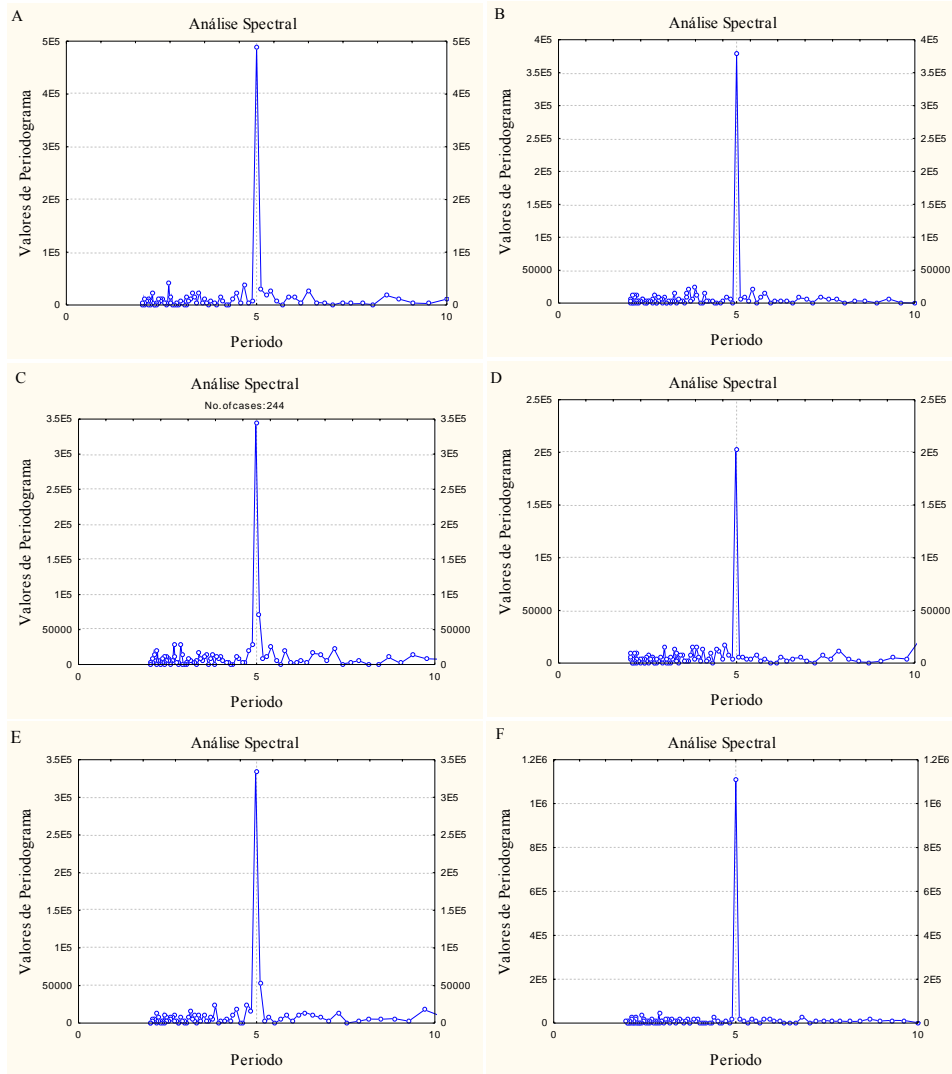 A
Análise Spectral
5E5 5E5
4E5 4E5
3E5 3E5
2E5 2E5
1E5 1E5
0 0
0 5 10
Valores de Periodograma
Periodo
B
Análise Spectral
4E5 4E5
3.5E5 3.5E5
3E5 3E5
2.5E5 2.5E5
2E5 2E5
1.5E5 1.5E5
1E5 1E5
50000 50000
0 0
0 5 10
Valores de Periodograma
Periodo
C
Análise Spectral
No.ofcases:244
3.5E5 3.5E5
3E5 3E5
2.5E5 2.5E5
2E5 2E5
1.5E5 1.5E5
1E5 1E5
50000 50000
0 0
0 5 10
Valores de Periodograma
Periodo
D
Análise Spectral
2.5E5 2.5E5
2E5 2E5
1.5E5 1.5E5
1E5 1E5
50000 50000
0 0
0 5 10
Valores de Periodograma
Periodo
E
Análise Spectral
3.5E5 3.5E5
3E5 3E5
2.5E5 2.5E5
2E5 2E5
1.5E5 1.5E5
1E5 1E5
50000 50000
0 0
0 5 10
Valores de Periodograma
Periodo
F
Análise Spectral
1.2E6 1.2E6
1E6 1E6
8E5 8E5
6E5 6E5
4E5 4E5
2E5 2E5
0 0
0 5 10
Valores de Periodograma
Periodo